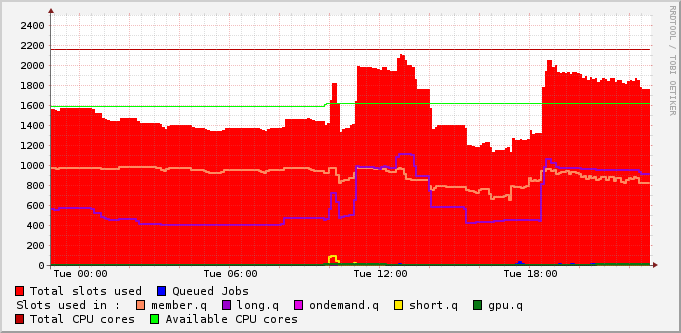 RRDTOOL / TOBI OETIKER
2400
2200
2000
1800
1600
1400
1200
1000
800
600
400
200
0
Tue 00:00 Tue 06:00 Tue 12:00 Tue 18:00
Total slots used Queued Jobs
Slots used in : member.q long.q ondemand.q short.q gpu.q
Total CPU cores Available CPU cores